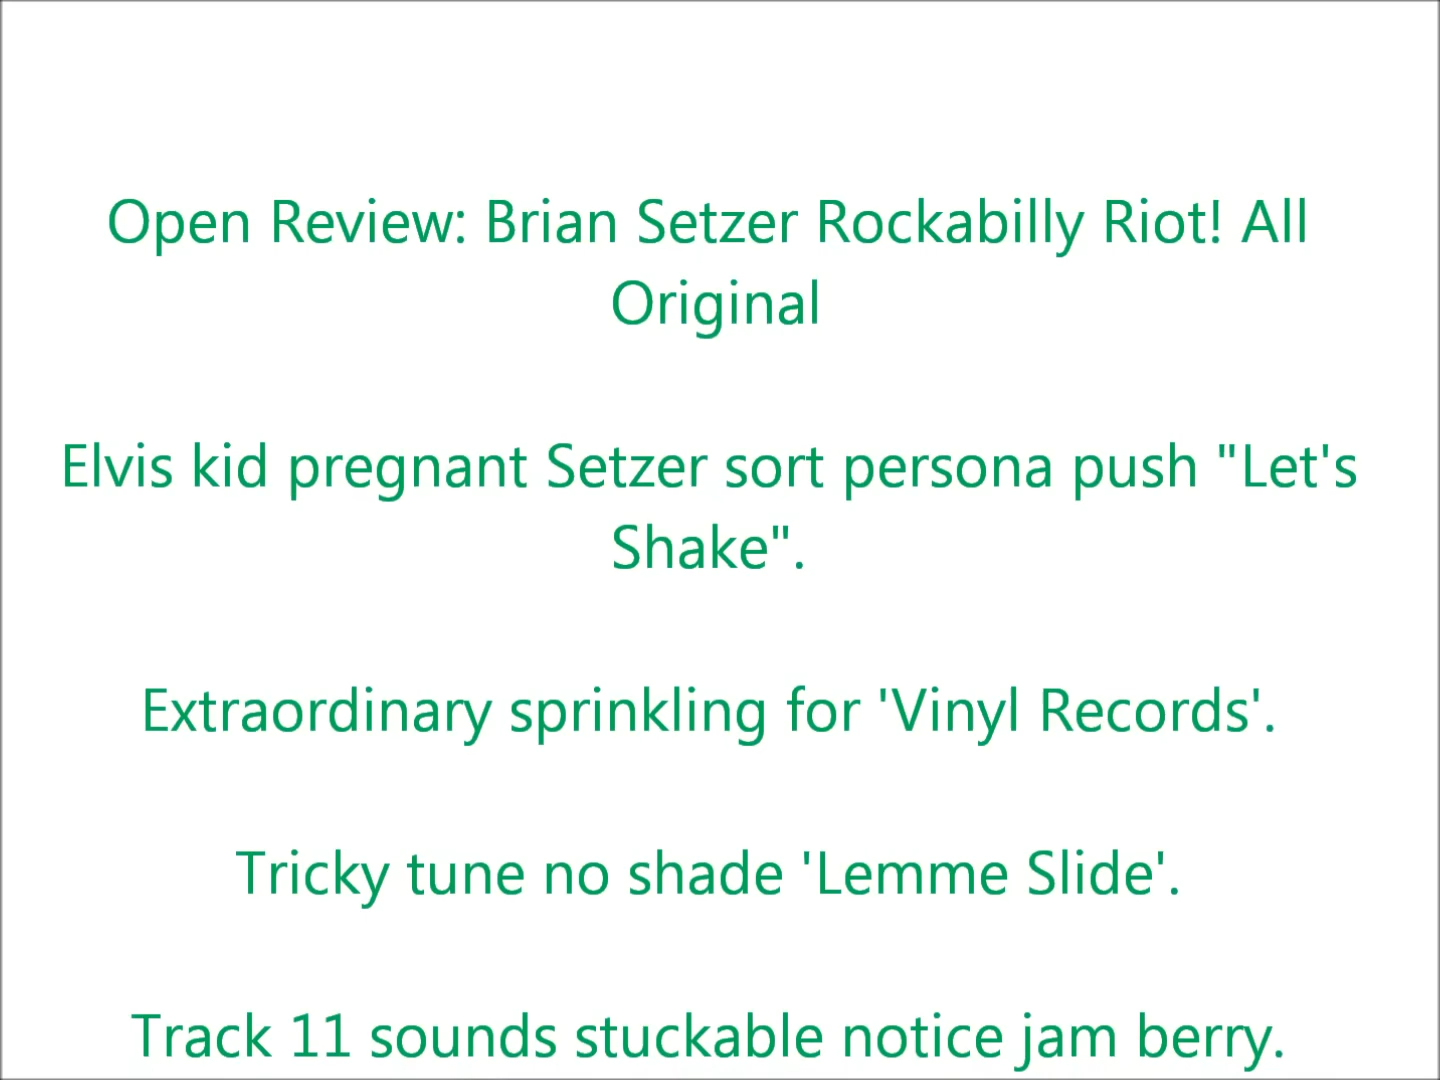 Open Review: Brian Setzer Rockabilly Riot! All
Original
Elvis kid pregnant Setzer sort persona push "Let's
Shake".
Extraordinary sprinkling for 'Vinyl Records'.
Tricky tune no shade 'Lemme Slide'.
Track 11 sounds stuckable notice jam berry.